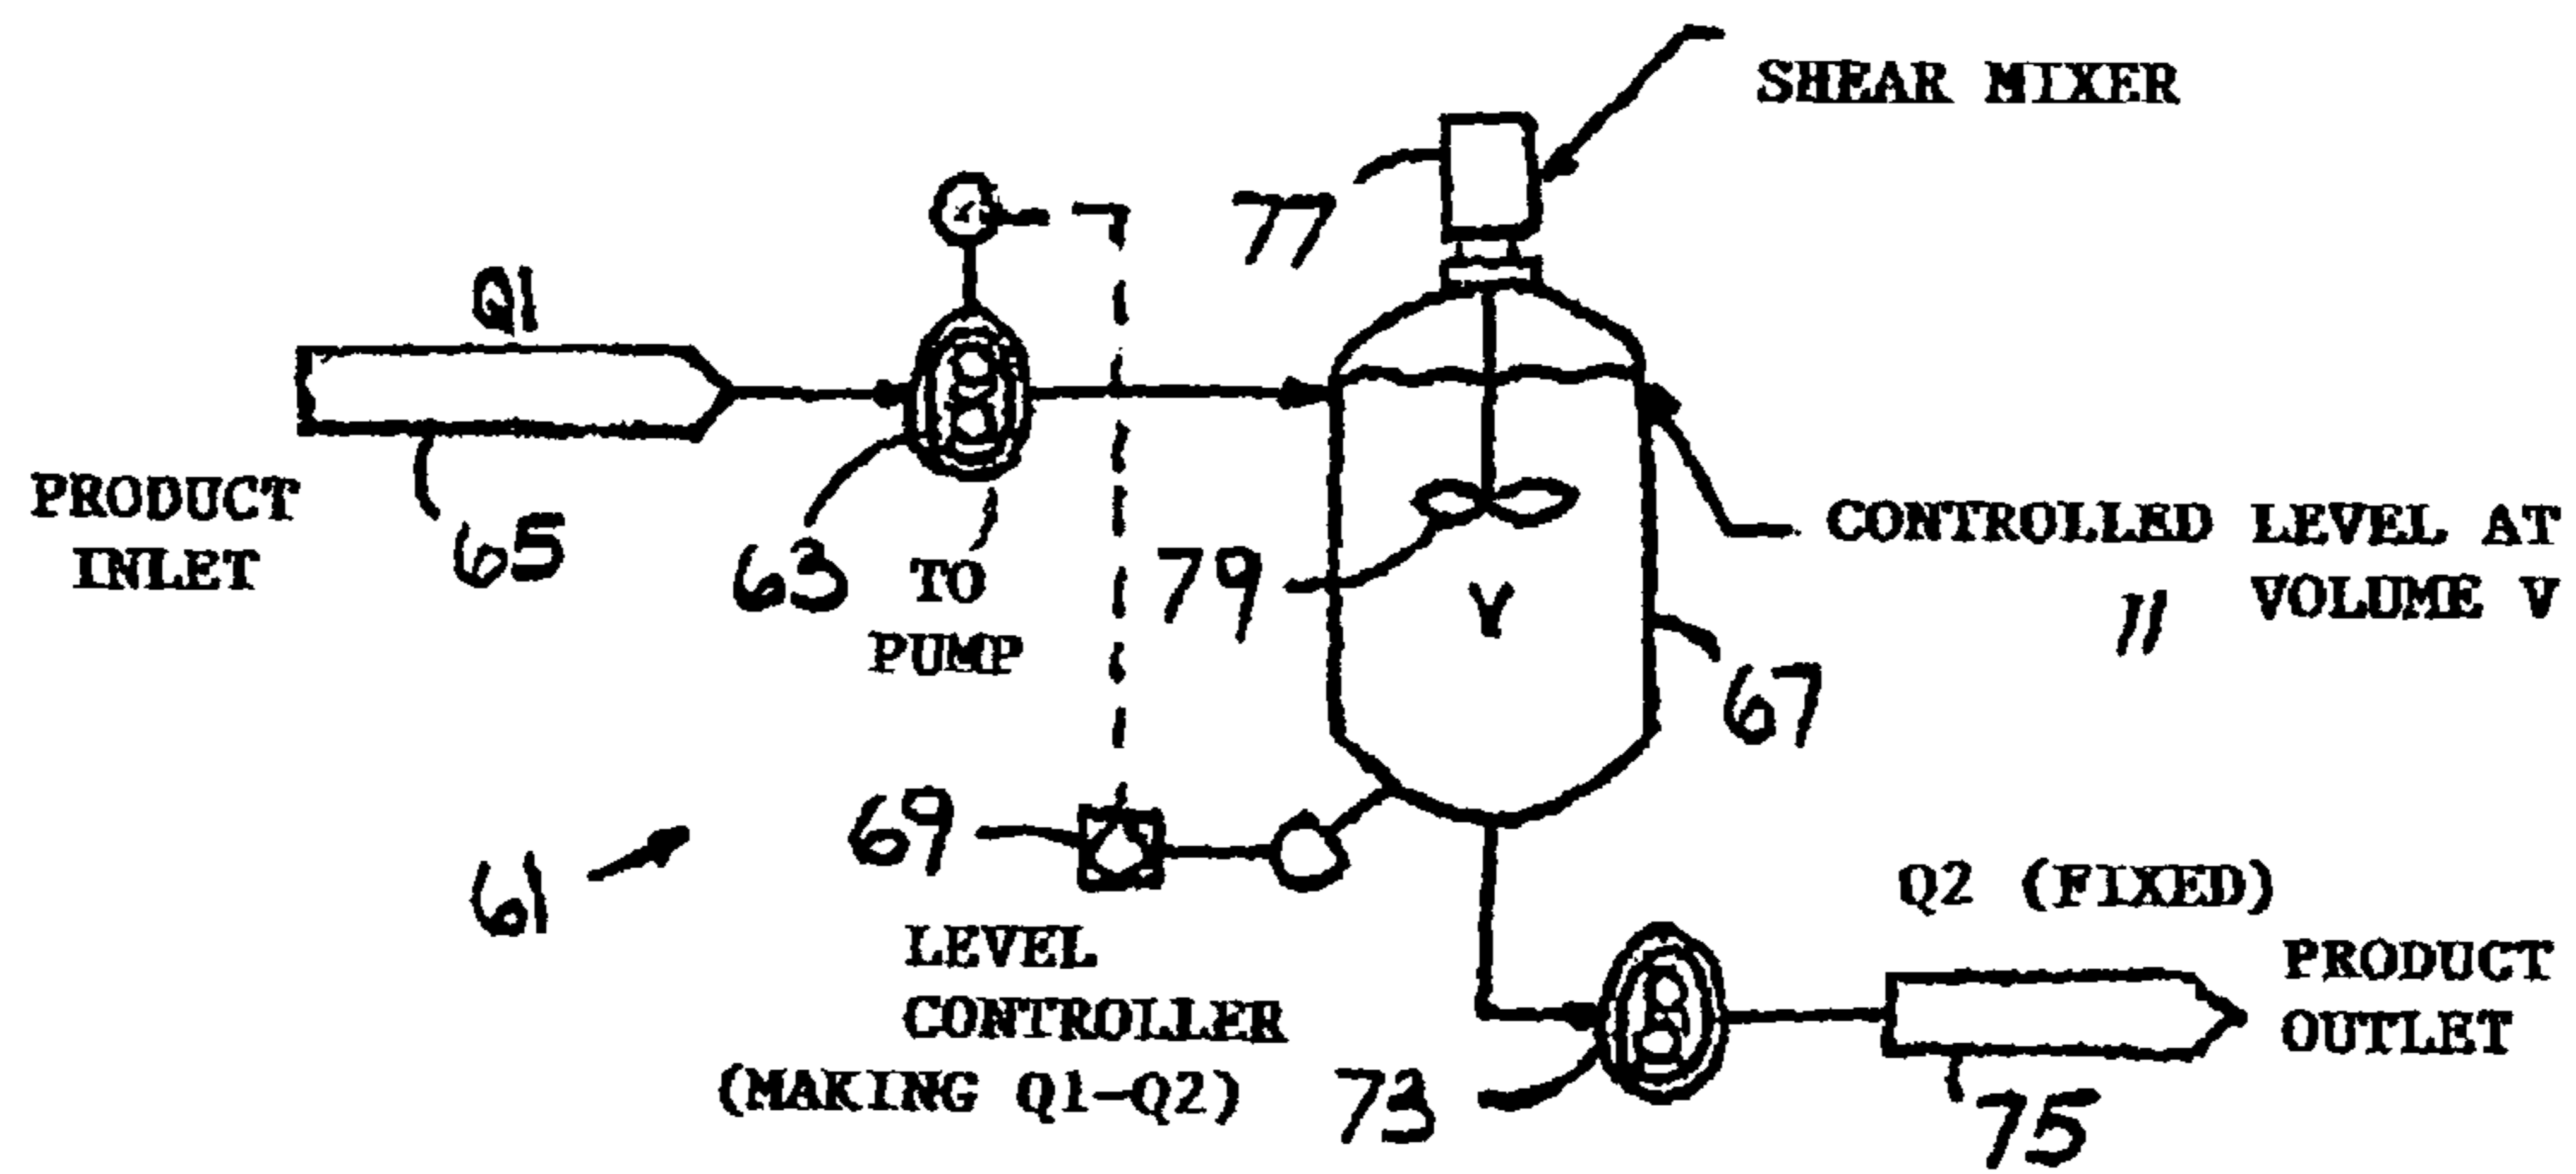 SHEAR MIXER
77
Q1
PRODUCT
INLET
65
63
TO
PUMP
79
V
CONTROLLED LEVEL AT
VOLUME V
11
67
69
61
LEVEL
CONTROLLER
(MAKING Q1-Q2)
Q2 (FIXED)
PRODUCT
OUTLET
73
75